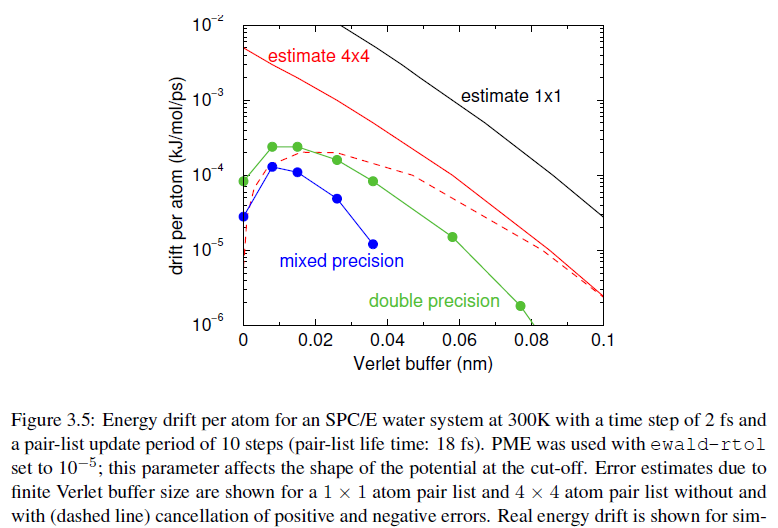 10⁻²
estimate 4x4
estimate 1x1
10⁻³
drift per atom (kJ/mol/ps)
10⁻⁴
10⁻⁵
mixed precision
double precision
10⁻⁶
0 0.02 0.04 0.06 0.08 0.1
Verlet buffer (nm)
Figure 3.5: Energy drift per atom for an SPC/E water system at 300K with a time step of 2 fs and
a pair-list update period of 10 steps (pair-list life time: 18 fs). PME was used with ewald-rtol
set to 10⁻⁵; this parameter affects the shape of the potential at the cut-off. Error estimates due to
finite Verlet buffer size are shown for a 1 × 1 atom pair list and 4 × 4 atom pair list without and
with (dashed line) cancellation of positive and negative errors. Real energy drift is shown for sim-